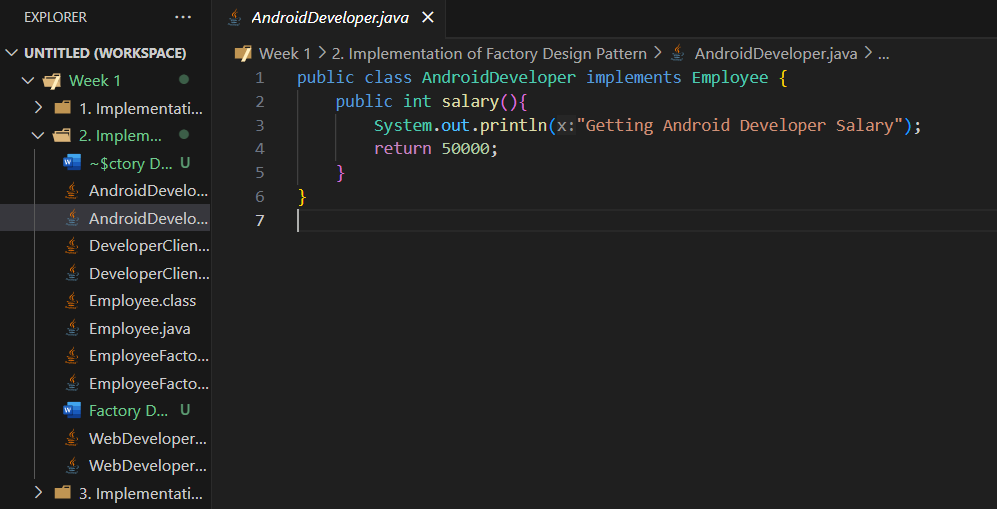 EXPLORER ...
UNTITLED (WORKSPACE)
Week 1
1. Implementati...
2. Implem...
~$ctory D... U
AndroidDevelo...
AndroidDevelo...
DeveloperClien...
DeveloperClien...
Employee.class
Employee.java
EmployeeFacto...
EmployeeFacto...
Factory D... U
WebDeveloper...
WebDeveloper...
3. Implementati...
AndroidDeveloper.java
Week 1 > 2. Implementation of Factory Design Pattern > AndroidDeveloper.java > ...
1 public class AndroidDeveloper implements Employee {
2 public int salary(){
3 System.out.println(x:"Getting Android Developer Salary");
4 return 50000;
5 }
6 }
7